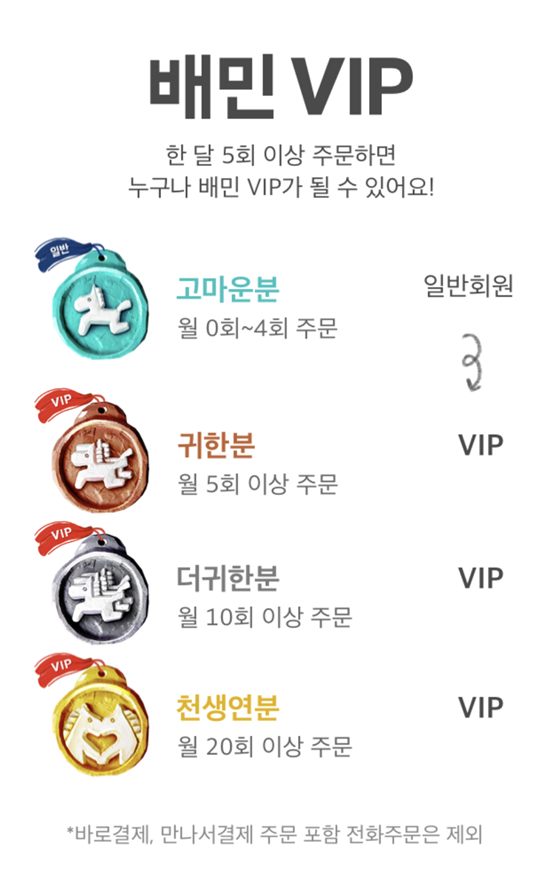 배민 VIP
한 달 5회 이상 주문하면
누구나 배민 VIP가 될 수 있어요!
일반
고마운분
일반회원
월 0회~4회 주문
VIP
귀한분
VIP
월 5회 이상 주문
VIP
더귀한분
VIP
월 10회 이상 주문
VIP
천생연분
VIP
월 20회 이상 주문
*바로결제, 만나서결제 주문 포함 전화주문은 제외